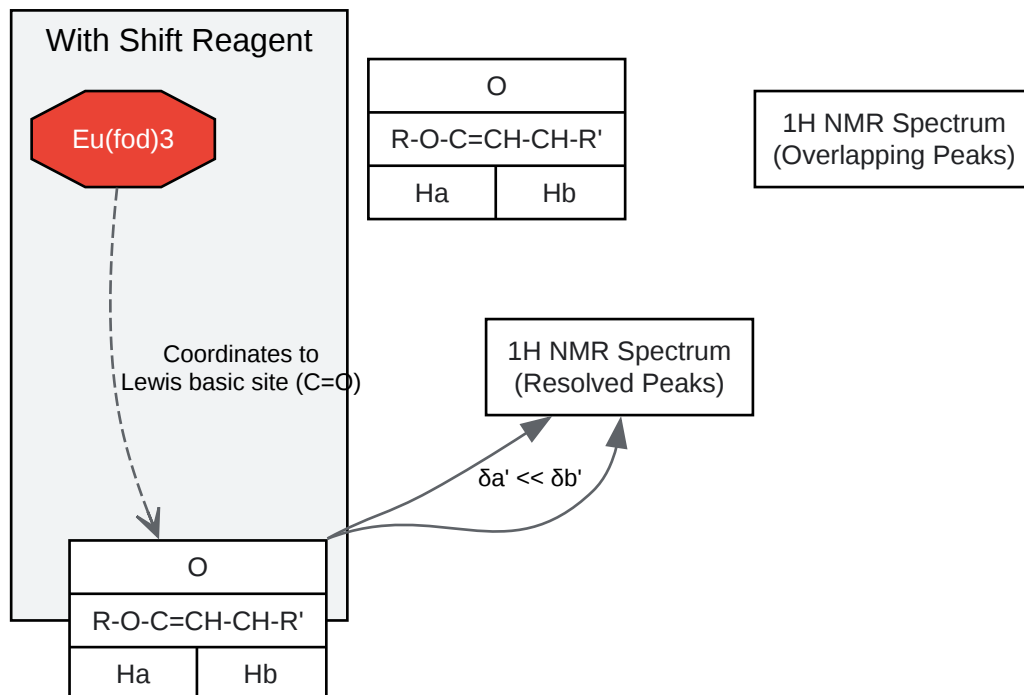 With Shift Reagent
Eu(fod)3
Coordinates to
Lewis basic site (C=O)
O
R-O-C=CH-CH-R'
Ha
Hb
O
R-O-C=CH-CH-R'
Ha
Hb
1H NMR Spectrum
(Overlapping Peaks)
1H NMR Spectrum
(Resolved Peaks)
δa' << δb'